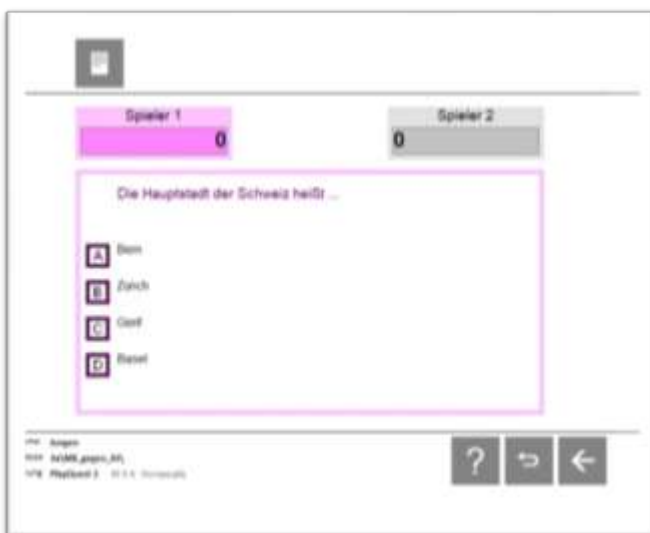 Spieler 1
Spieler 2
0
0
Die Hauptstadt der Schweiz heißt ...
A Bern
B Zürich
C Genf
D Basel
?